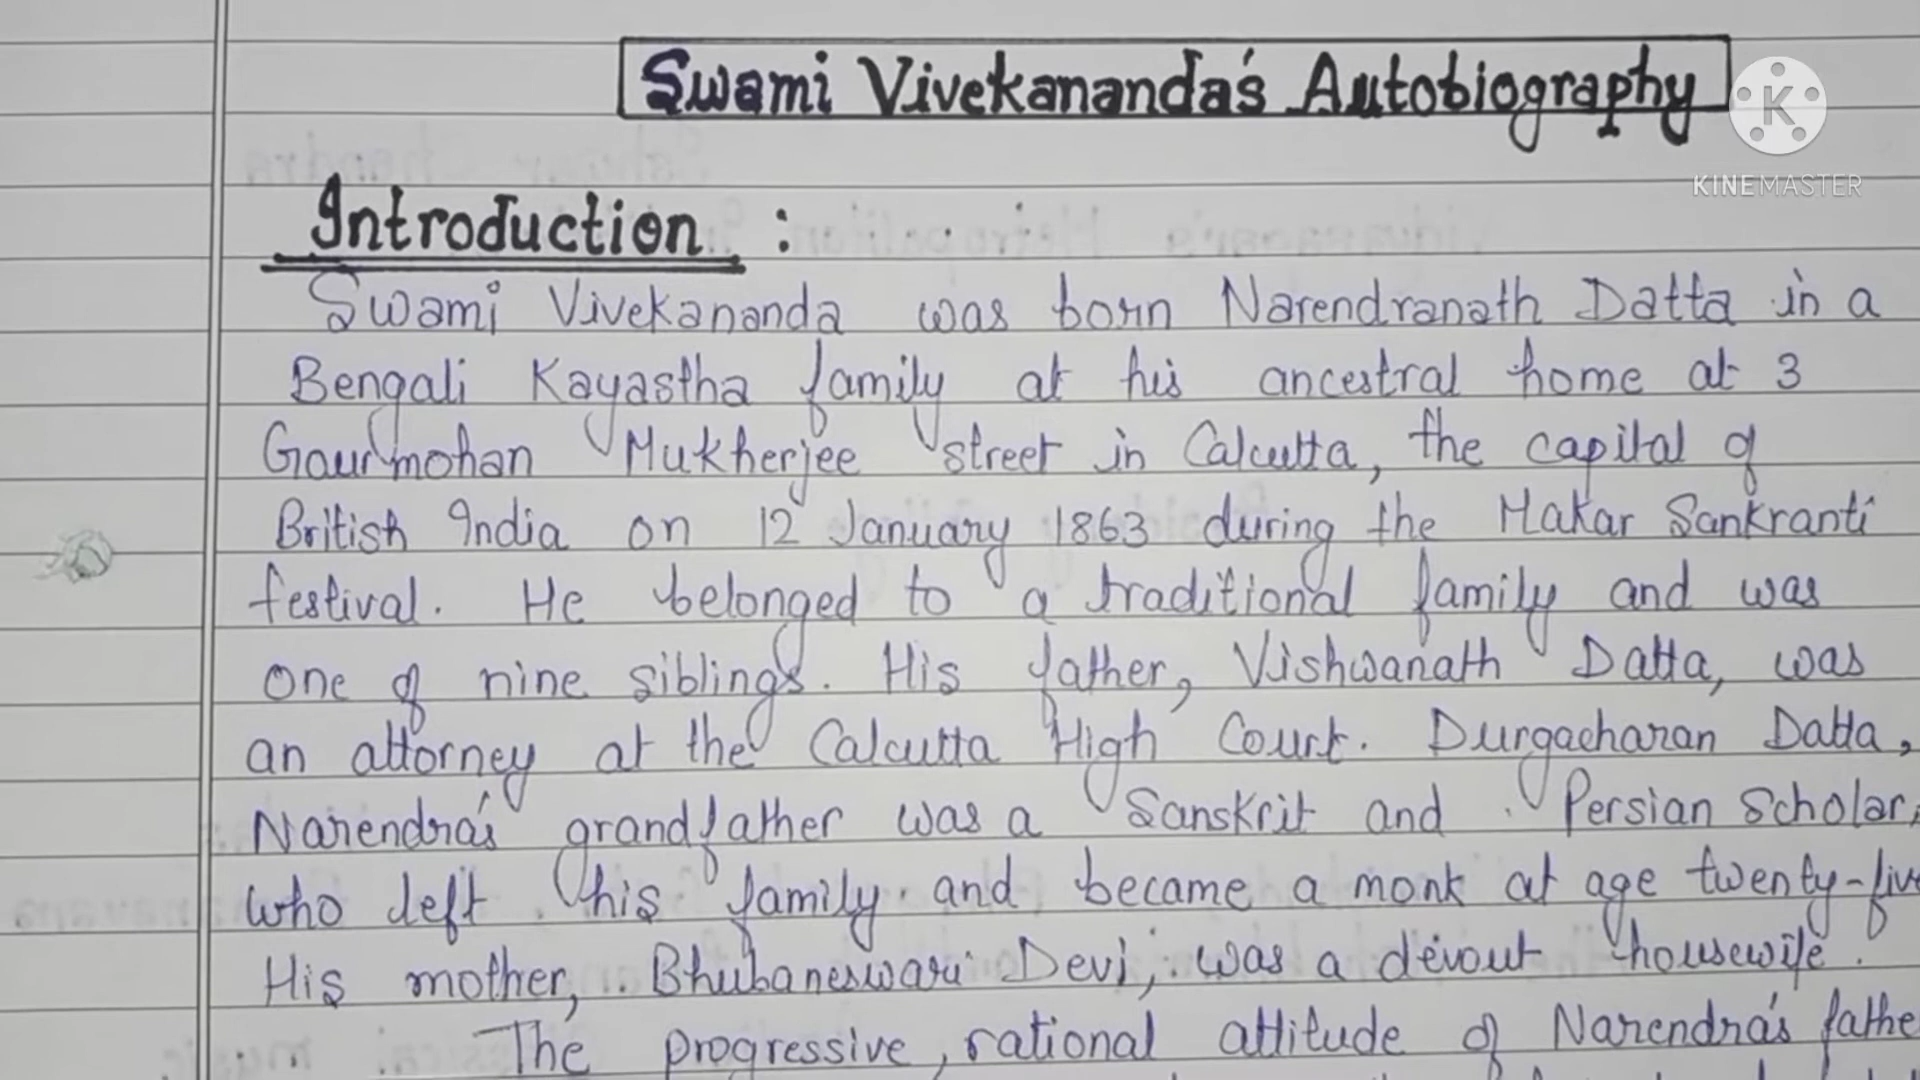 Swami Vivekananda's Autobiography
K
KINEMASTER
Introduction :
Swami Vivekananda was born Narendranath Datta in a
Bengali Kayastha family at his ancestral home at 3
Gourmohan Mukherjee street in Calcutta, the capital of
British India on 12 January 1863 during the Makar Sankranti
festival. He belonged to a traditional family and was
one of nine siblings. His father, Vishwanath Datta, was
an attorney at the Calcutta High Court. Durgacharan Datta,
Narendra's grandfather was a Sanskrit and Persian Scholar,
who left his family and became a monk at age twenty-five
His mother, Bhubaneswari Devi, was a devout housewife.
The progressive, rational attitude of Narendra's fathe